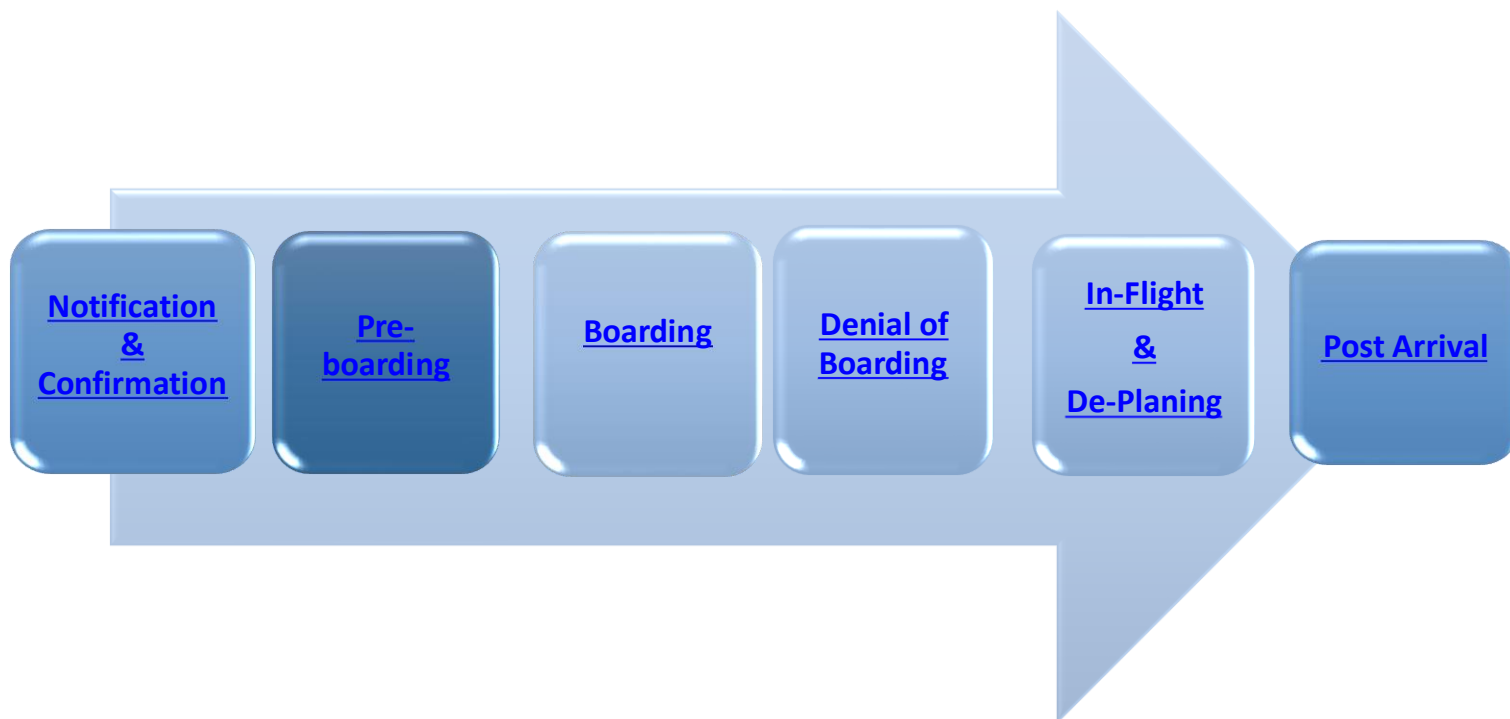 Notification
&
Confirmation
Pre-
boarding
Boarding
Denial of
Boarding
In-Flight
&
De-Planing
Post Arrival